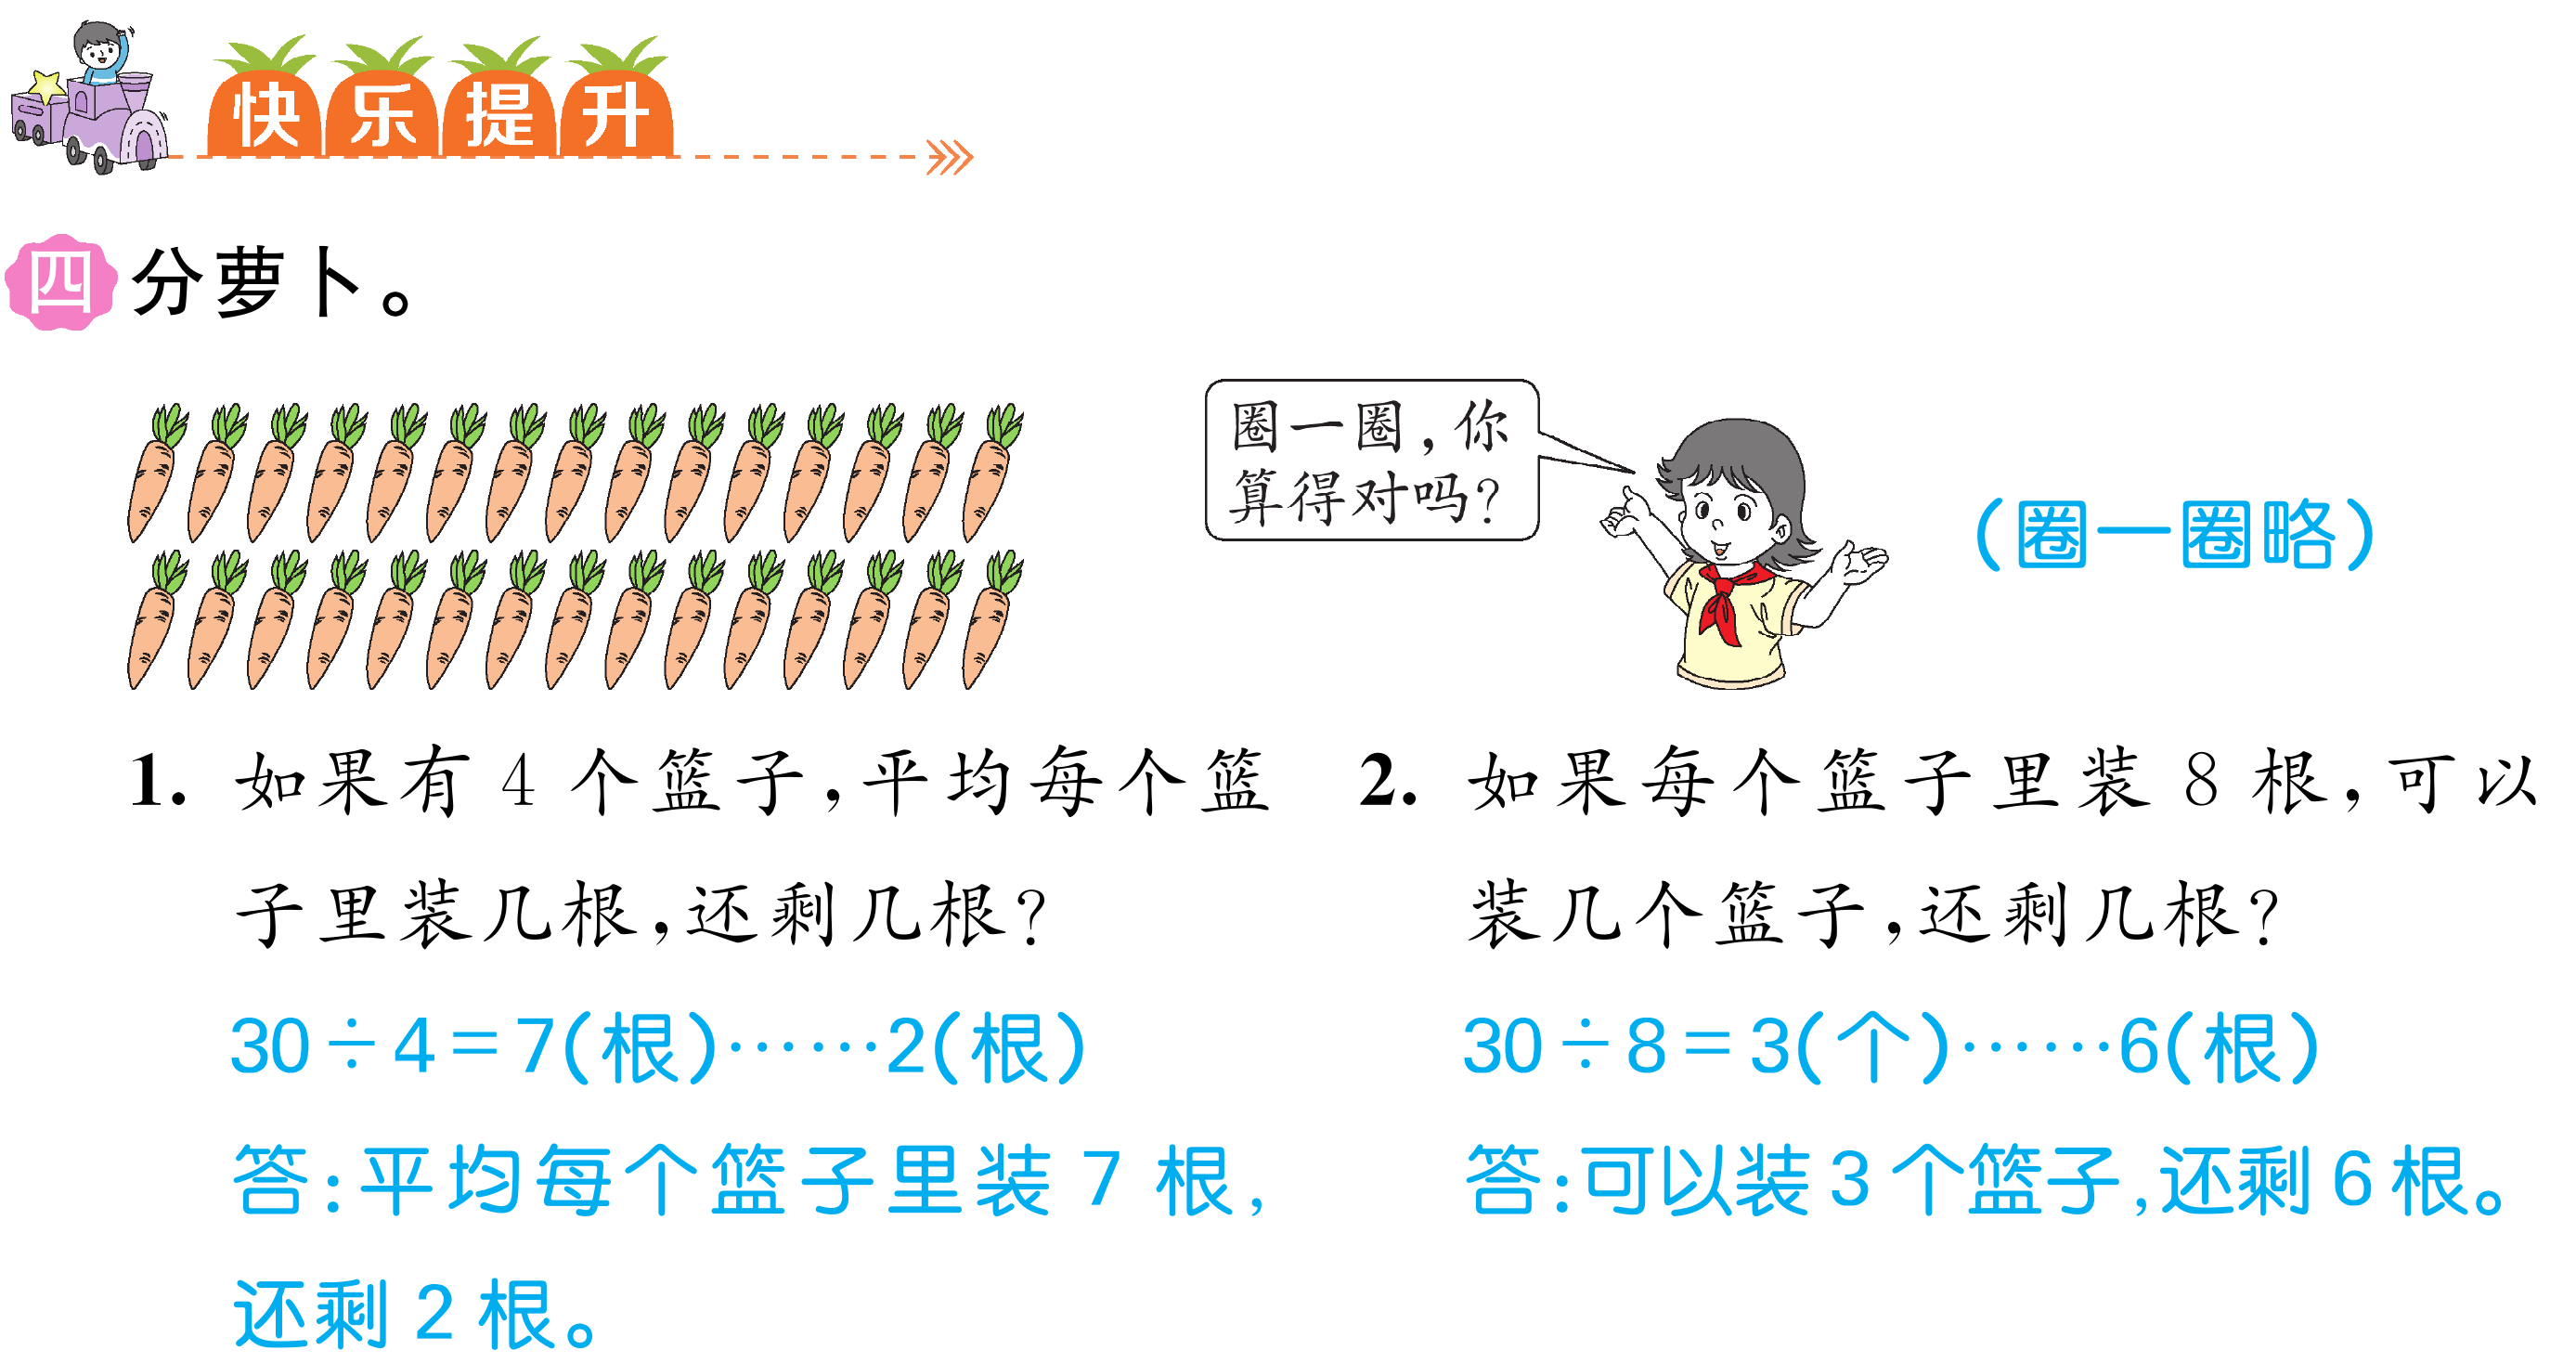 快乐提升
四 分萝卜。
圈一圈,你
算得对吗?
(圈一圈略)
1. 如果有 4 个篮子,平均每个篮
子里装几根,还剩几根?
30÷4=7(根)……2(根)
答:平均每个篮子里装 7 根,
还剩 2 根。
2. 如果每个篮子里装 8 根,可以
装几个篮子,还剩几根?
30÷8=3(个)……6(根)
答:可以装 3 个篮子,还剩 6 根。